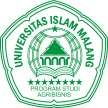 UNIVERSITAS ISLAM MALANG
PROGRAM STUDI
AGRIBISNIS